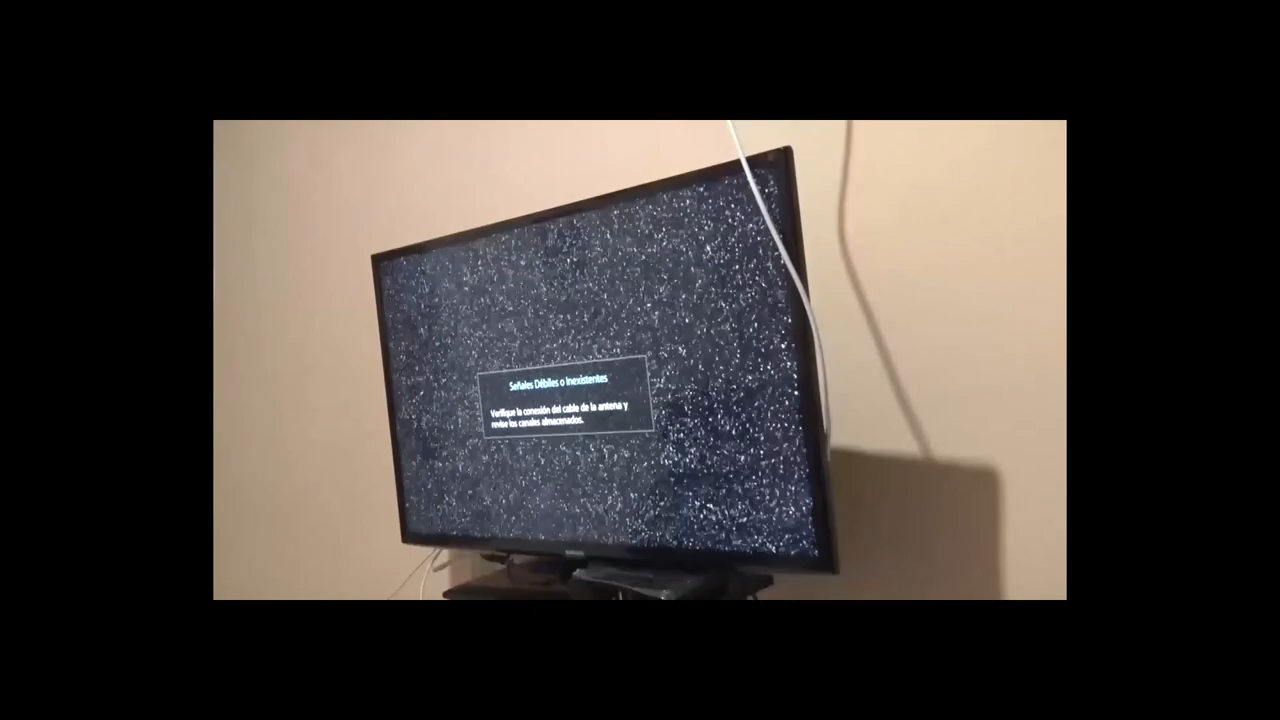 Señales Débiles o Inexistentes
Verifique la conexión del cable de la antena y
revise los canales almacenados.